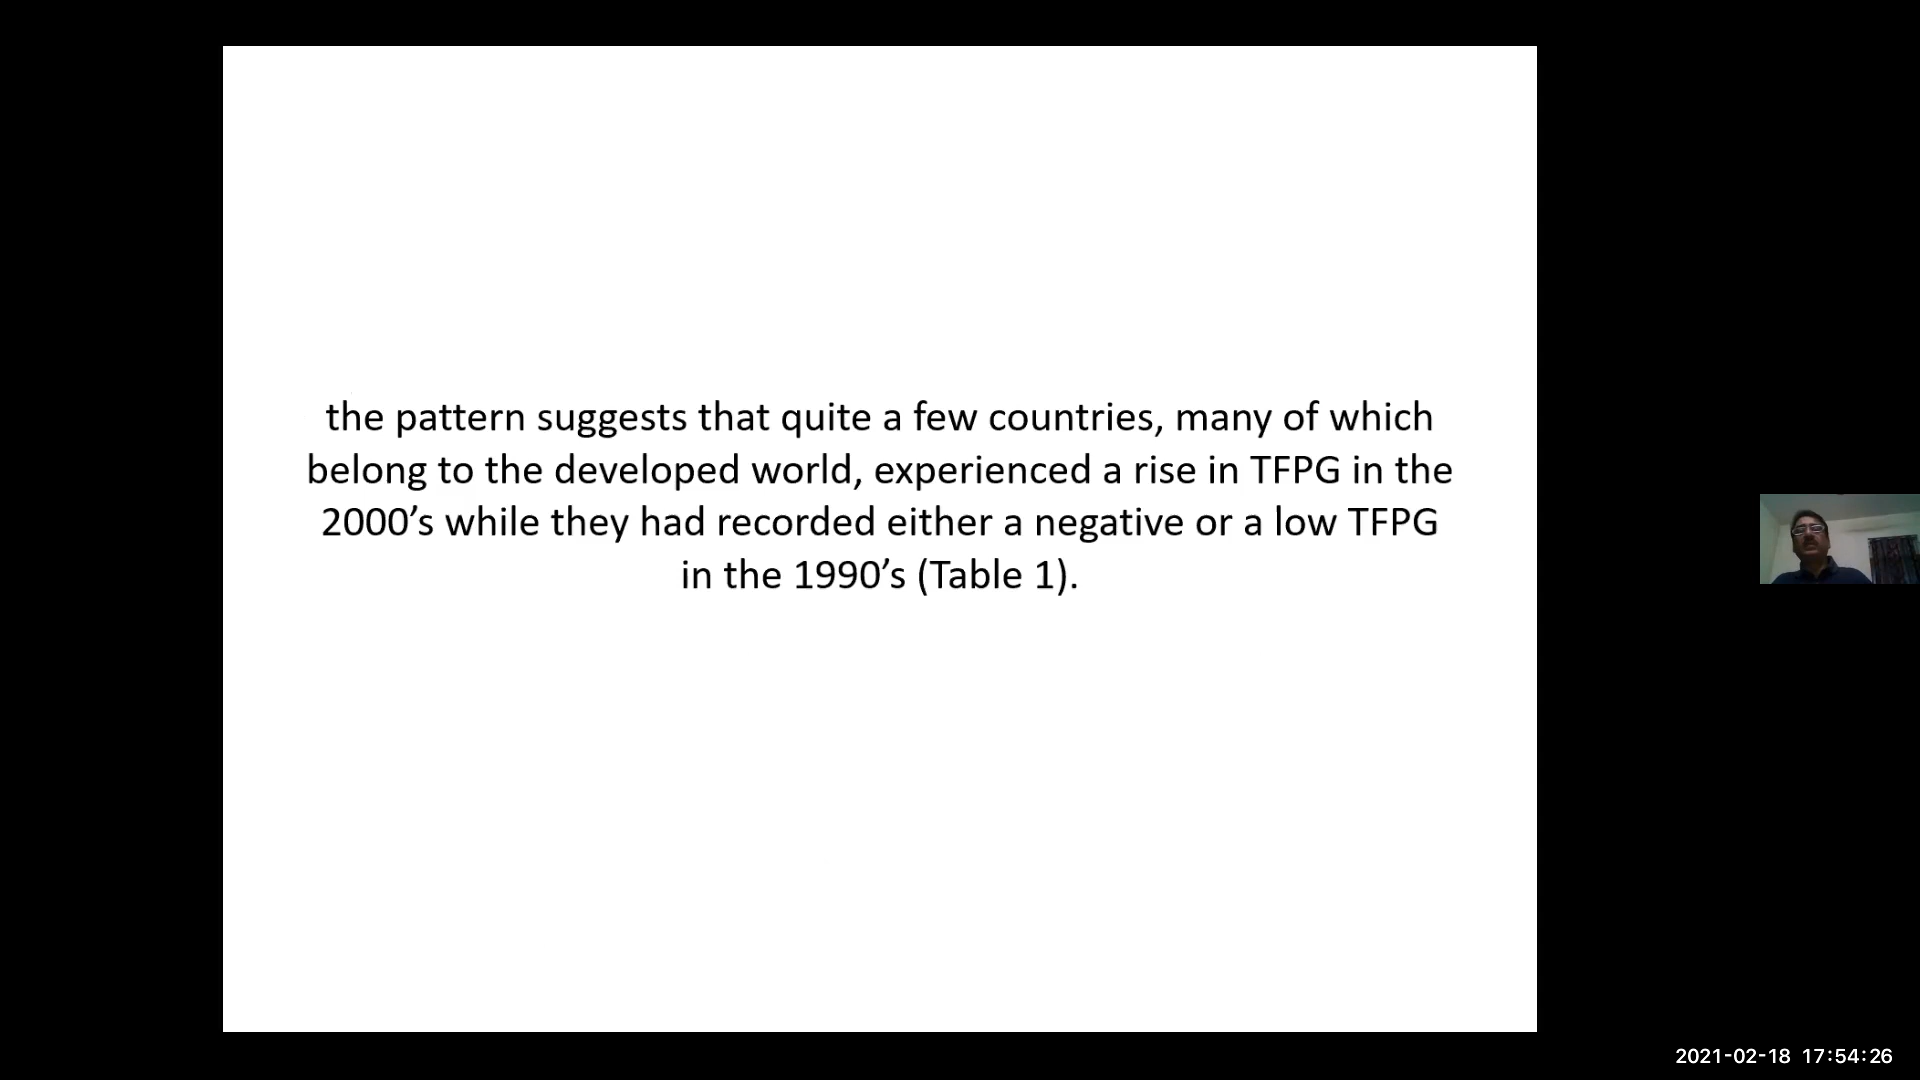 the pattern suggests that quite a few countries, many of which
belong to the developed world, experienced a rise in TFPG in the
2000’s while they had recorded either a negative or a low TFPG
in the 1990’s (Table 1).
2021-02-18 17:54:26